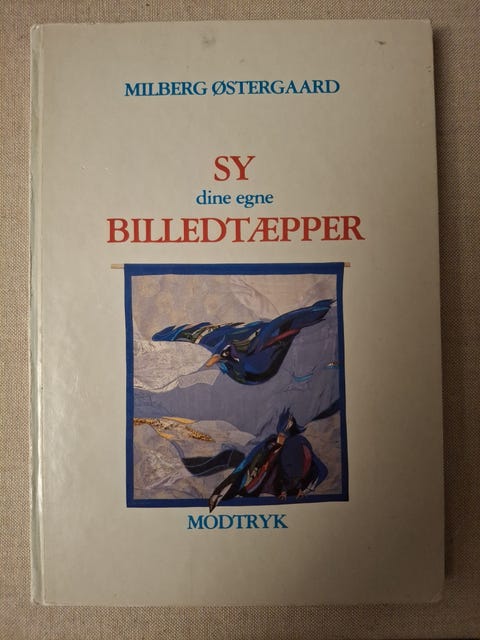 MILBERG ØSTERGAARD
SY
dine egne
BILLEDTÆPPER
MODTRYK